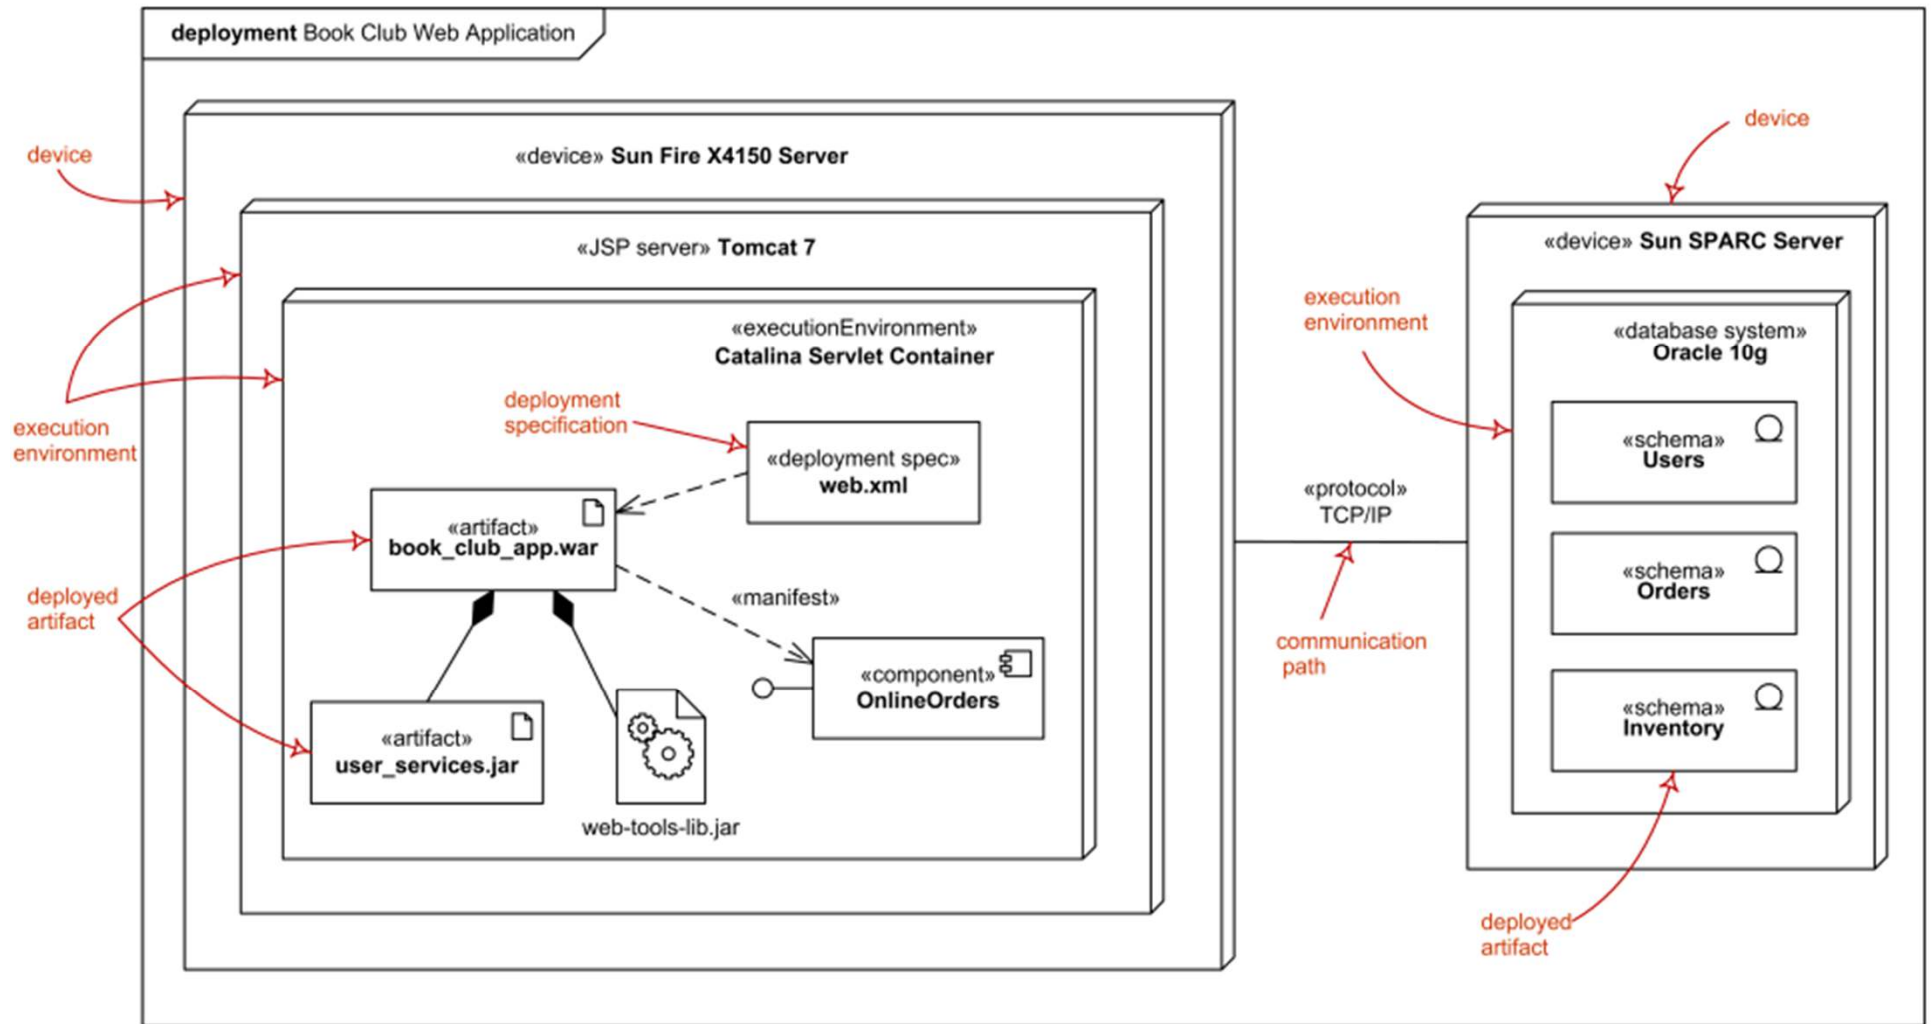 deployment Book Club Web Application
device
«device» Sun Fire X4150 Server
«JSP server» Tomcat 7
«executionEnvironment»
Catalina Servlet Container
execution
environment
deployment
specification
«deployment spec»
web.xml
«artifact»
book_club_app.war
deployed
artifact
«manifest»
«component»
OnlineOrders
«artifact»
user_services.jar
web-tools-lib.jar
«protocol»
TCP/IP
communication
path
device
«device» Sun SPARC Server
execution
environment
«database system»
Oracle 10g
«schema»
Users
«schema»
Orders
«schema»
Inventory
deployed
artifact